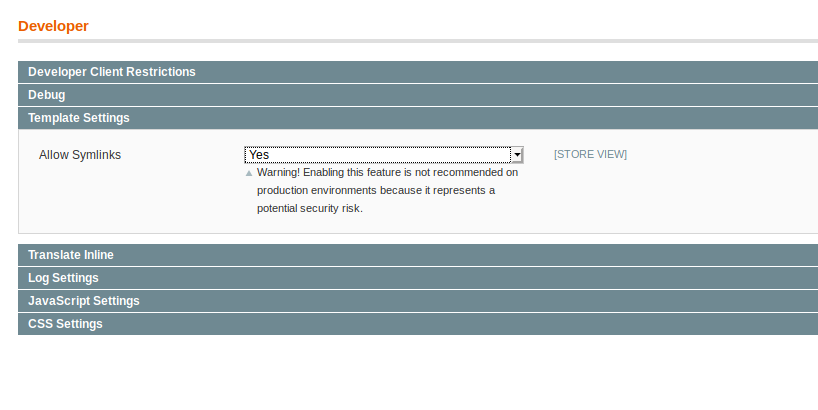 Developer
Developer Client Restrictions
Debug
Template Settings
Allow Symlinks
Yes
[STORE VIEW]
Warning! Enabling this feature is not recommended on
production environments because it represents a
potential security risk.
Translate Inline
Log Settings
JavaScript Settings
CSS Settings